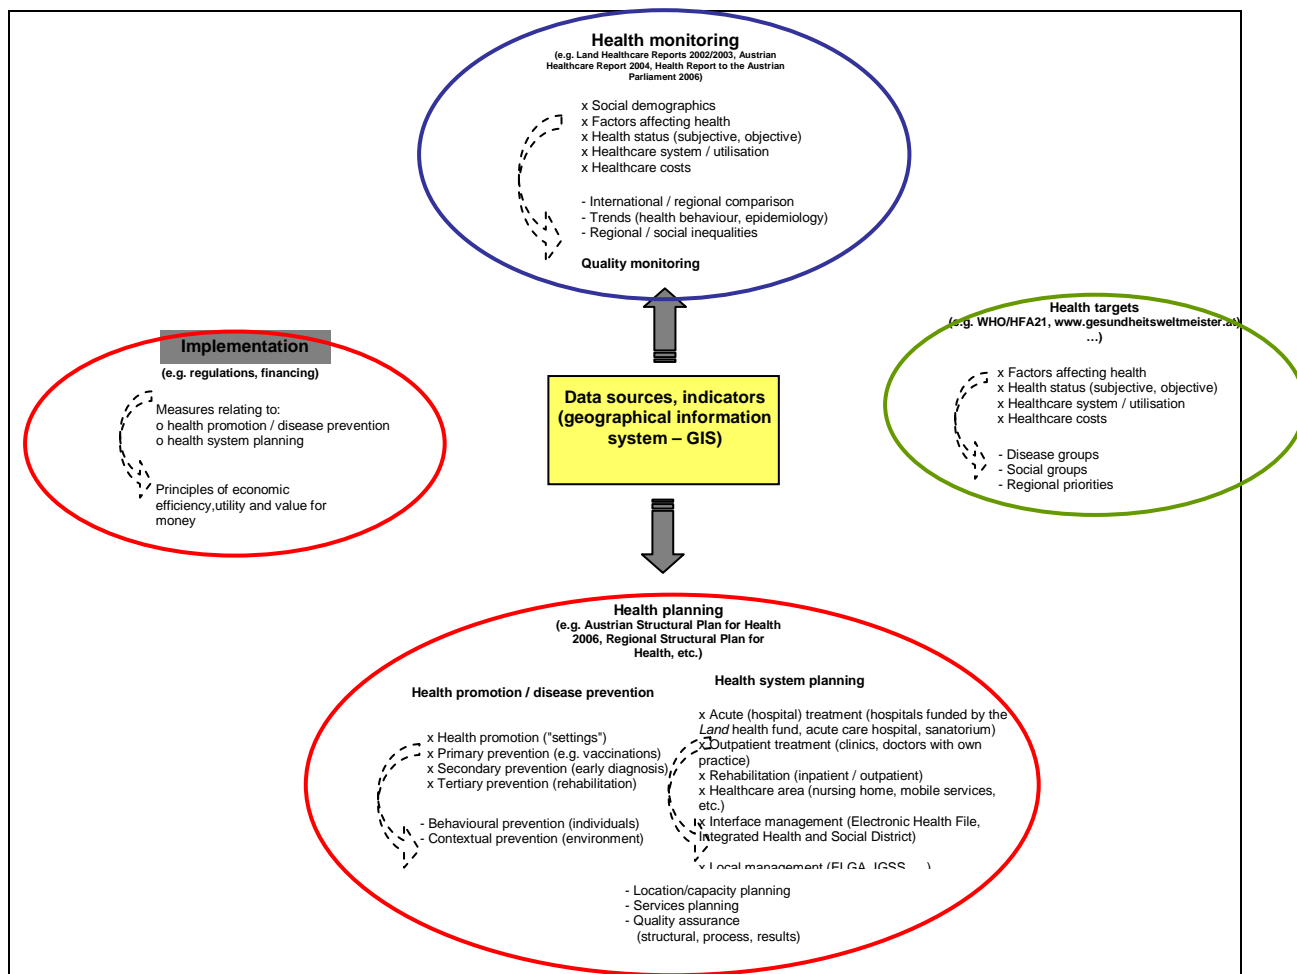 Health monitoring
(e.g. Land Healthcare Reports 2002/2003, Austrian
Healthcare Report 2004, Health Report to the Austrian
Parliament 2006)
x Social demographics
x Factors affecting health
x Health status (subjective, objective)
x Healthcare system / utilisation
x Healthcare costs
- International / regional comparison
- Trends (health behaviour, epidemiology)
- Regional / social inequalities
Quality monitoring
Implementation
(e.g. regulations, financing)
Measures relating to:
o health promotion / disease prevention
o health system planning
Principles of economic
efficiency,utility and value for
money
Data sources, indicators
(geographical information
system – GIS)
Health targets
(e.g. WHO/HFA21, www.gesundheitsweltmeister.at)
...)
x Factors affecting health
x Health status (subjective, objective)
x Healthcare system / utilisation
x Healthcare costs
- Disease groups
- Social groups
- Regional priorities
Health planning
(e.g. Austrian Structural Plan for Health
2006, Regional Structural Plan for
Health, etc.)
Health promotion / disease prevention
x Health promotion ("settings")
x Primary prevention (e.g. vaccinations)
x Secondary prevention (early diagnosis)
x Tertiary prevention (rehabilitation)
- Behavioural prevention (individuals)
- Contextual prevention (environment)
Health system planning
x Acute (hospital) treatment (hospitals funded by the
Land health fund, acute care hospital, sanatorium)
x Outpatient treatment (clinics, doctors with own
practice)
x Rehabilitation (inpatient / outpatient)
x Healthcare area (nursing home, mobile services,
etc.)
x Interface management (Electronic Health File,
Integrated Health and Social District)
x Local management (ELGA, IGSS, ...)
- Location/capacity planning
- Services planning
- Quality assurance
(structural, process, results)